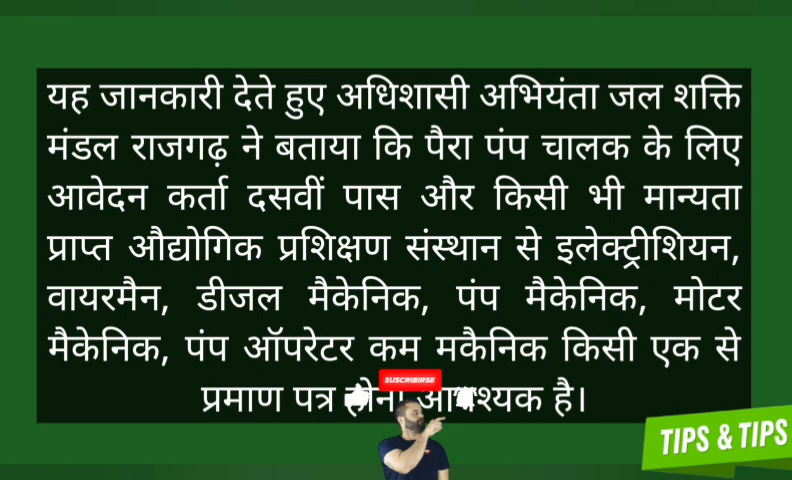 यह जानकारी देते हुए अधिशासी अभियंता जल शक्ति
मंडल राजगढ़ ने बताया कि पैरा पंप चालक के लिए
आवेदन कर्ता दसवीं पास और किसी भी मान्यता
प्राप्त औद्योगिक प्रशिक्षण संस्थान से इलेक्ट्रीशियन,
वायरमैन, डीजल मैकेनिक, पंप मैकेनिक, मोटर
मैकेनिक, पंप ऑपरेटर कम मकैनिक किसी एक से
प्रमाण पत्र होना आवश्यक है।
SUSCRIBIRSE
TIPS & TIPS